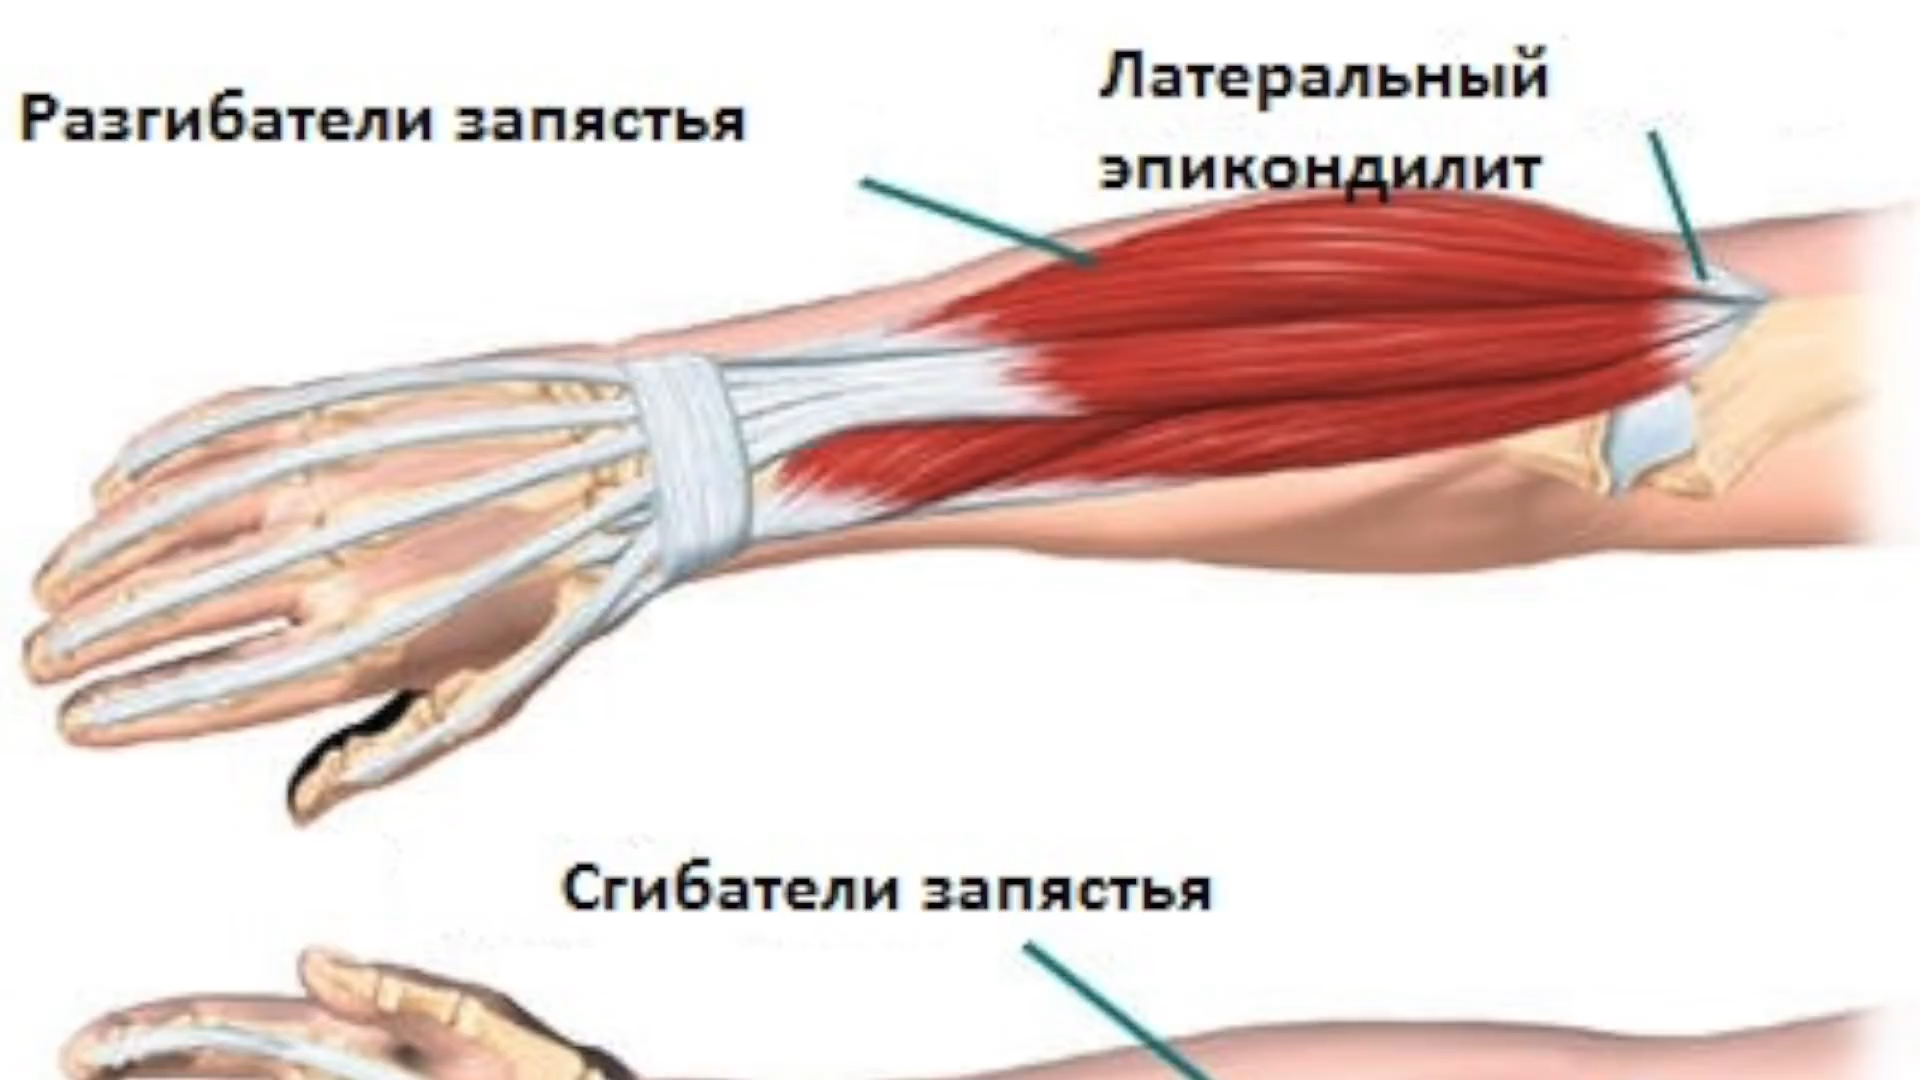 Разгибатели запястья
Латеральный
эпикондилит
Сгибатели запястья